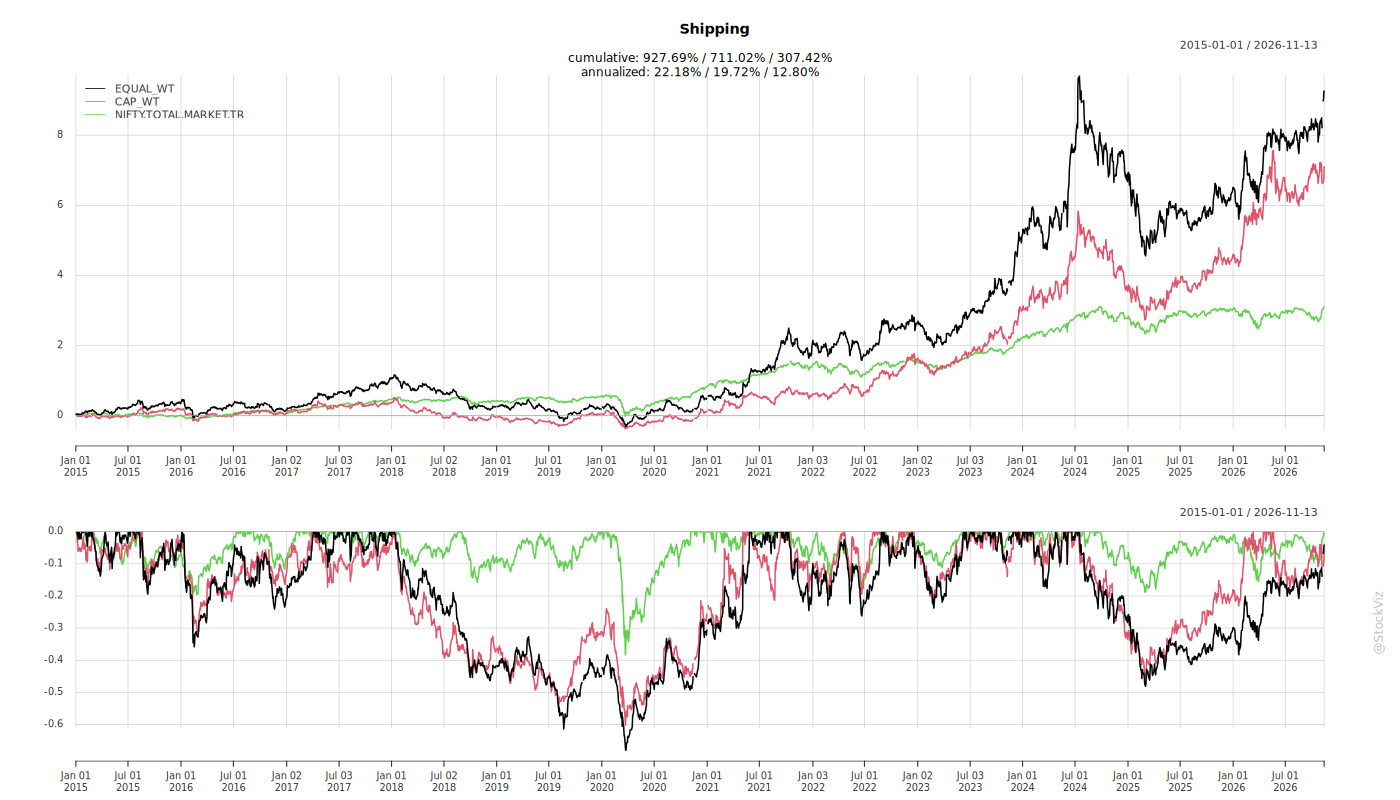 Shipping
2015-01-01 / 2026-11-13
cumulative: 927.69% / 711.02% / 307.42%
annualized: 22.18% / 19.72% / 12.80%
EQUAL_WT
CAP_WT
NIFTY.TOTAL.MARKET.TR
8
6
4
2
0
Jan 01 Jul 01 Jan 01 Jul 01 Jan 02 Jul 03 Jan 01 Jul 02 Jan 01 Jul 01 Jan 01 Jul 01 Jan 01 Jul 01 Jan 03 Jul 01 Jan 02 Jul 03 Jan 01 Jul 01 Jan 01 Jul 01 Jan 01 Jul 01
2015 2015 2016 2016 2017 2017 2018 2018 2019 2019 2020 2020 2021 2021 2022 2022 2023 2023 2024 2024 2025 2025 2026 2026
2015-01-01 / 2026-11-13
0.0
-0.1
-0.2
-0.3
-0.4
-0.5
-0.6
Jan 01 Jul 01 Jan 01 Jul 01 Jan 02 Jul 03 Jan 01 Jul 02 Jan 01 Jul 01 Jan 01 Jul 01 Jan 01 Jul 01 Jan 03 Jul 01 Jan 02 Jul 03 Jan 01 Jul 01 Jan 01 Jul 01 Jan 01 Jul 01
2015 2015 2016 2016 2017 2017 2018 2018 2019 2019 2020 2020 2021 2021 2022 2022 2023 2023 2024 2024 2025 2025 2026 2026
@StockViz